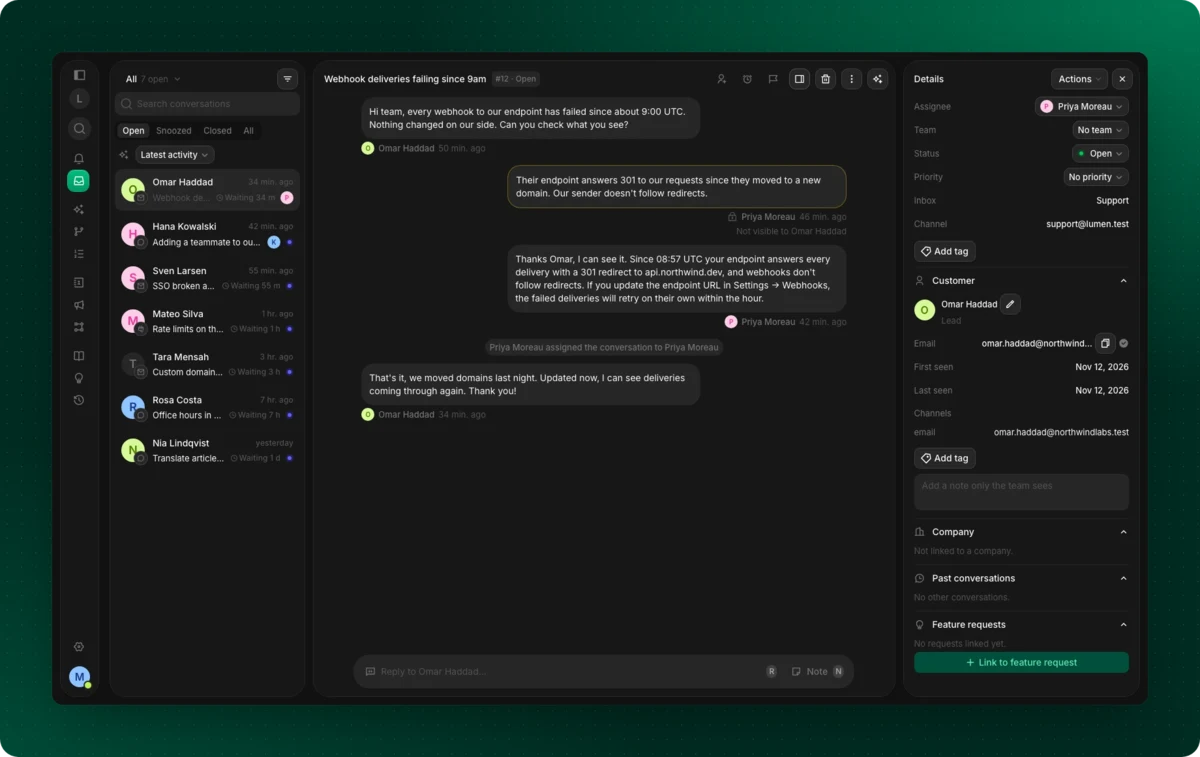 L
M
All 7 open
Search conversations
Open Snoozed Closed All
Latest activity
O
Omar Haddad 34 min. ago
Webhook de... Waiting 34 m P
H
Hana Kowalski 42 min. ago
Adding a teammate to ou... K
S
Sven Larsen 55 min. ago
SSO broken a... Waiting 55 m
M
Mateo Silva 1 hr. ago
Rate limits on th... Waiting 1 h
T
Tara Mensah 3 hr. ago
Custom domain... Waiting 3 h
R
Rosa Costa 7 hr. ago
Office hours in ... Waiting 7 h
N
Nia Lindqvist yesterday
Translate article... Waiting 1 d
Webhook deliveries failing since 9am #12 · Open
Hi team, every webhook to our endpoint has failed since about 9:00 UTC.
Nothing changed on our side. Can you check what you see?
O Omar Haddad 50 min. ago
Their endpoint answers 301 to our requests since they moved to a new
domain. Our sender doesn't follow redirects.
Priya Moreau 46 min. ago
Not visible to Omar Haddad
Thanks Omar, I can see it. Since 08:57 UTC your endpoint answers every
delivery with a 301 redirect to api.northwind.dev, and webhooks don't
follow redirects. If you update the endpoint URL in Settings → Webhooks,
the failed deliveries will retry on their own within the hour.
P Priya Moreau 42 min. ago
Priya Moreau assigned the conversation to Priya Moreau
That's it, we moved domains last night. Updated now, I can see deliveries
coming through again. Thank you!
O Omar Haddad 34 min. ago
Reply to Omar Haddad... R Note N
Details Actions
Assignee P Priya Moreau
Team No team
Status Open
Priority No priority
Inbox Support
Channel support@lumen.test
Add tag
Customer
O Omar Haddad
Lead
Email omar.haddad@northwind...
First seen Nov 12, 2026
Last seen Nov 12, 2026
Channels
email omar.haddad@northwindlabs.test
Add tag
Add a note only the team sees
Company
Not linked to a company.
Past conversations
No other conversations.
Feature requests
No requests linked yet.
+ Link to feature request